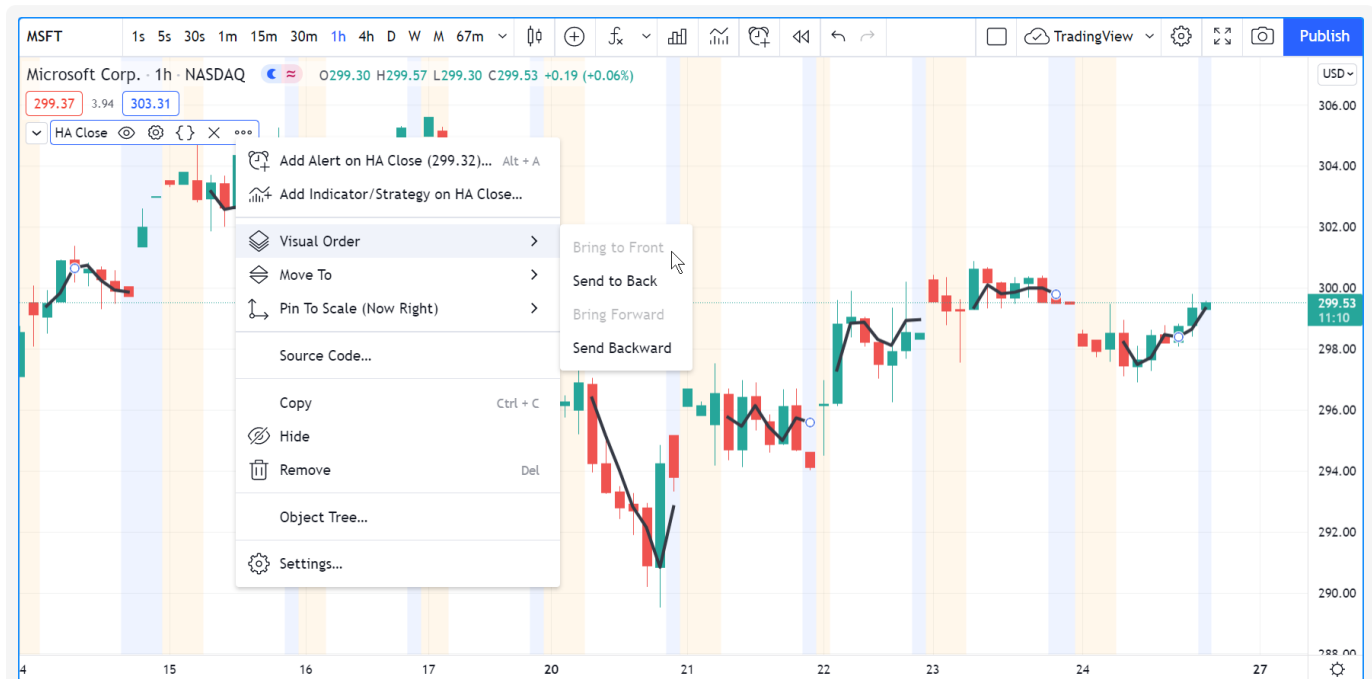 MSFT 1s 5s 30s 1m 15m 30m 1h 4h D W M 67m fx TradingView Publish
Microsoft Corp. · 1h · NASDAQ O299.30 H299.57 L299.30 C299.53 +0.19 (+0.06%) USD
299.37 3.94 303.31
HA Close
Add Alert on HA Close (299.32)... Alt + A
Add Indicator/Strategy on HA Close...
Visual Order
Move To
Pin To Scale (Now Right)
Source Code...
Copy Ctrl + C
Hide
Remove Del
Object Tree...
Settings...
Bring to Front
Send to Back
Bring Forward
Send Backward
306.00
304.00
302.00
300.00
299.53
11:10
298.00
296.00
294.00
292.00
290.00
288.00
4 15 16 17 20 21 22 23 24 27